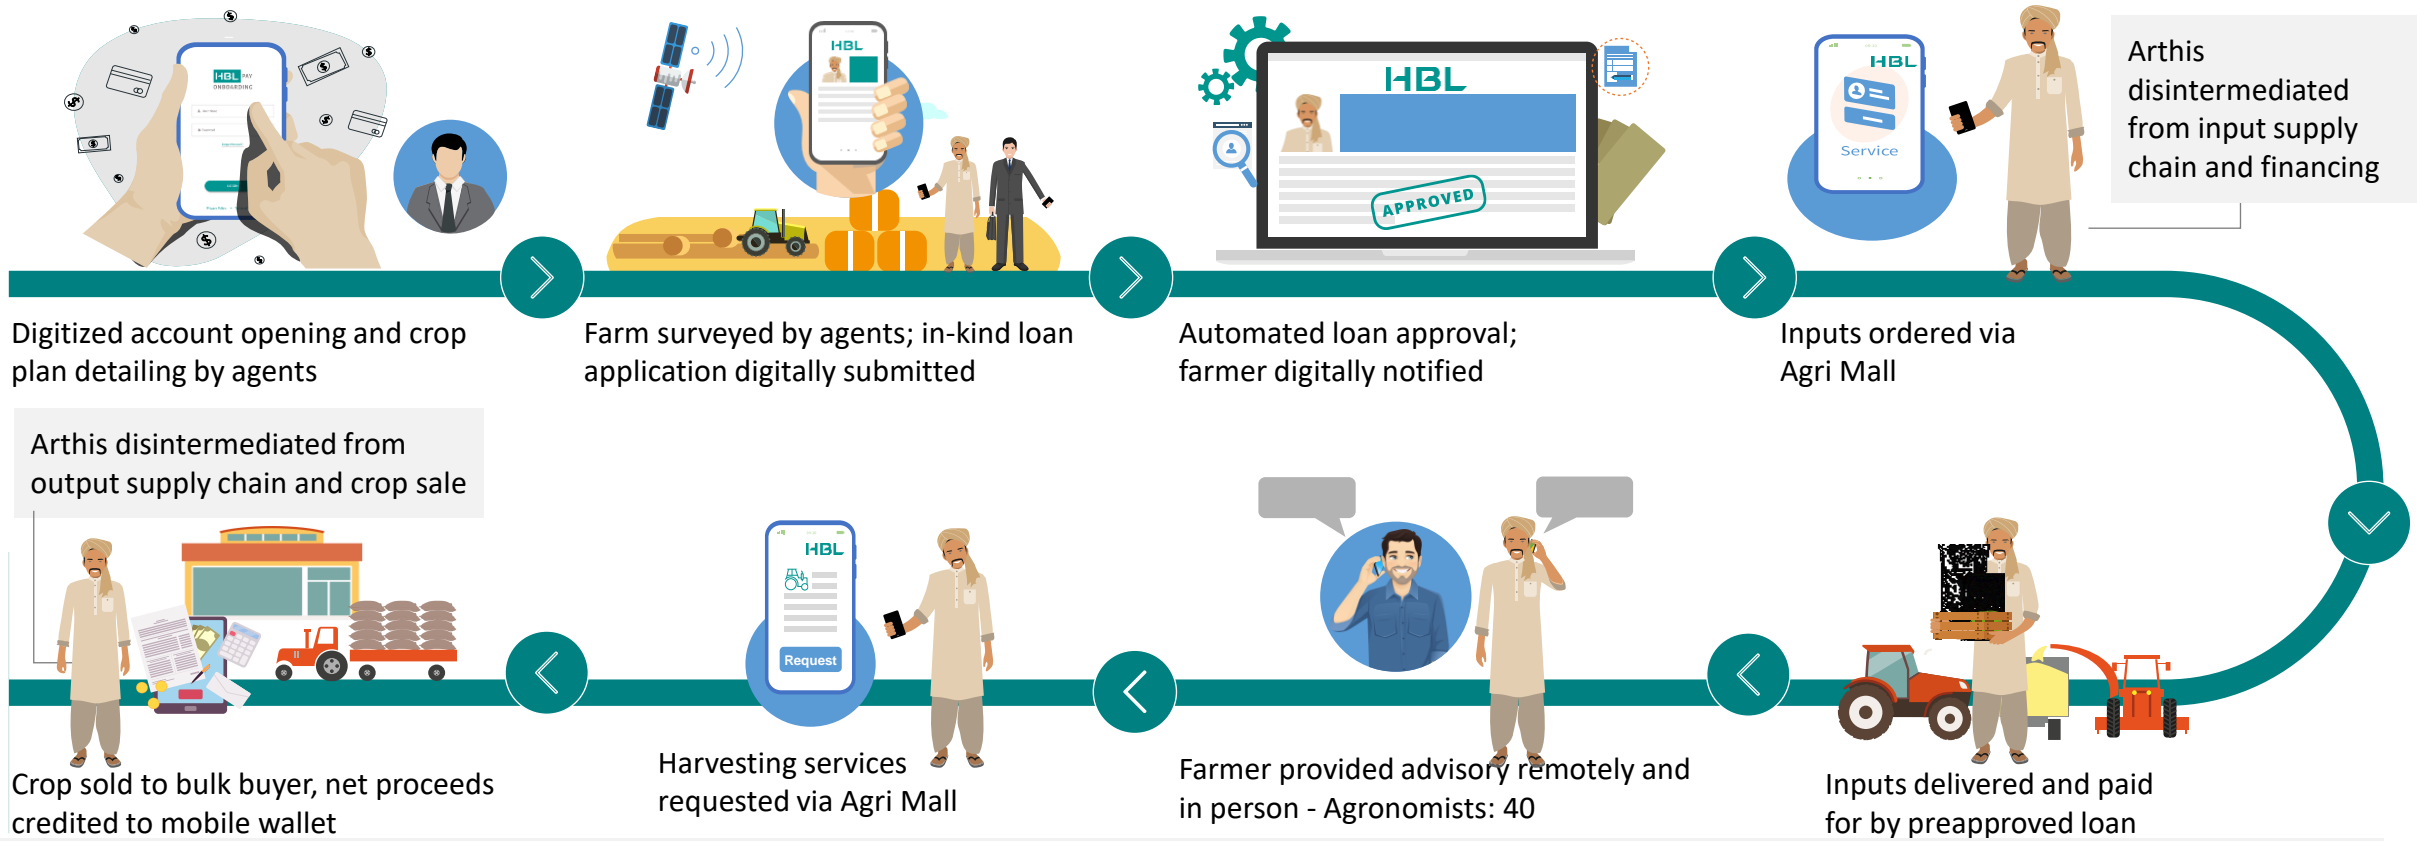 HBL PAY
ONBOARDING
HBL
HBL
APPROVED
HBL
Service
Arthis
disintermediated
from input supply
chain and financing
Digitized account opening and crop
plan detailing by agents
Farm surveyed by agents; in-kind loan
application digitally submitted
Automated loan approval;
farmer digitally notified
Inputs ordered via
Agri Mall
Inputs delivered and paid
for by preapproved loan
Farmer provided advisory remotely and
in person - Agronomists: 40
HBL
Request
Harvesting services
requested via Agri Mall
Arthis disintermediated from
output supply chain and crop sale
Crop sold to bulk buyer, net proceeds
credited to mobile wallet